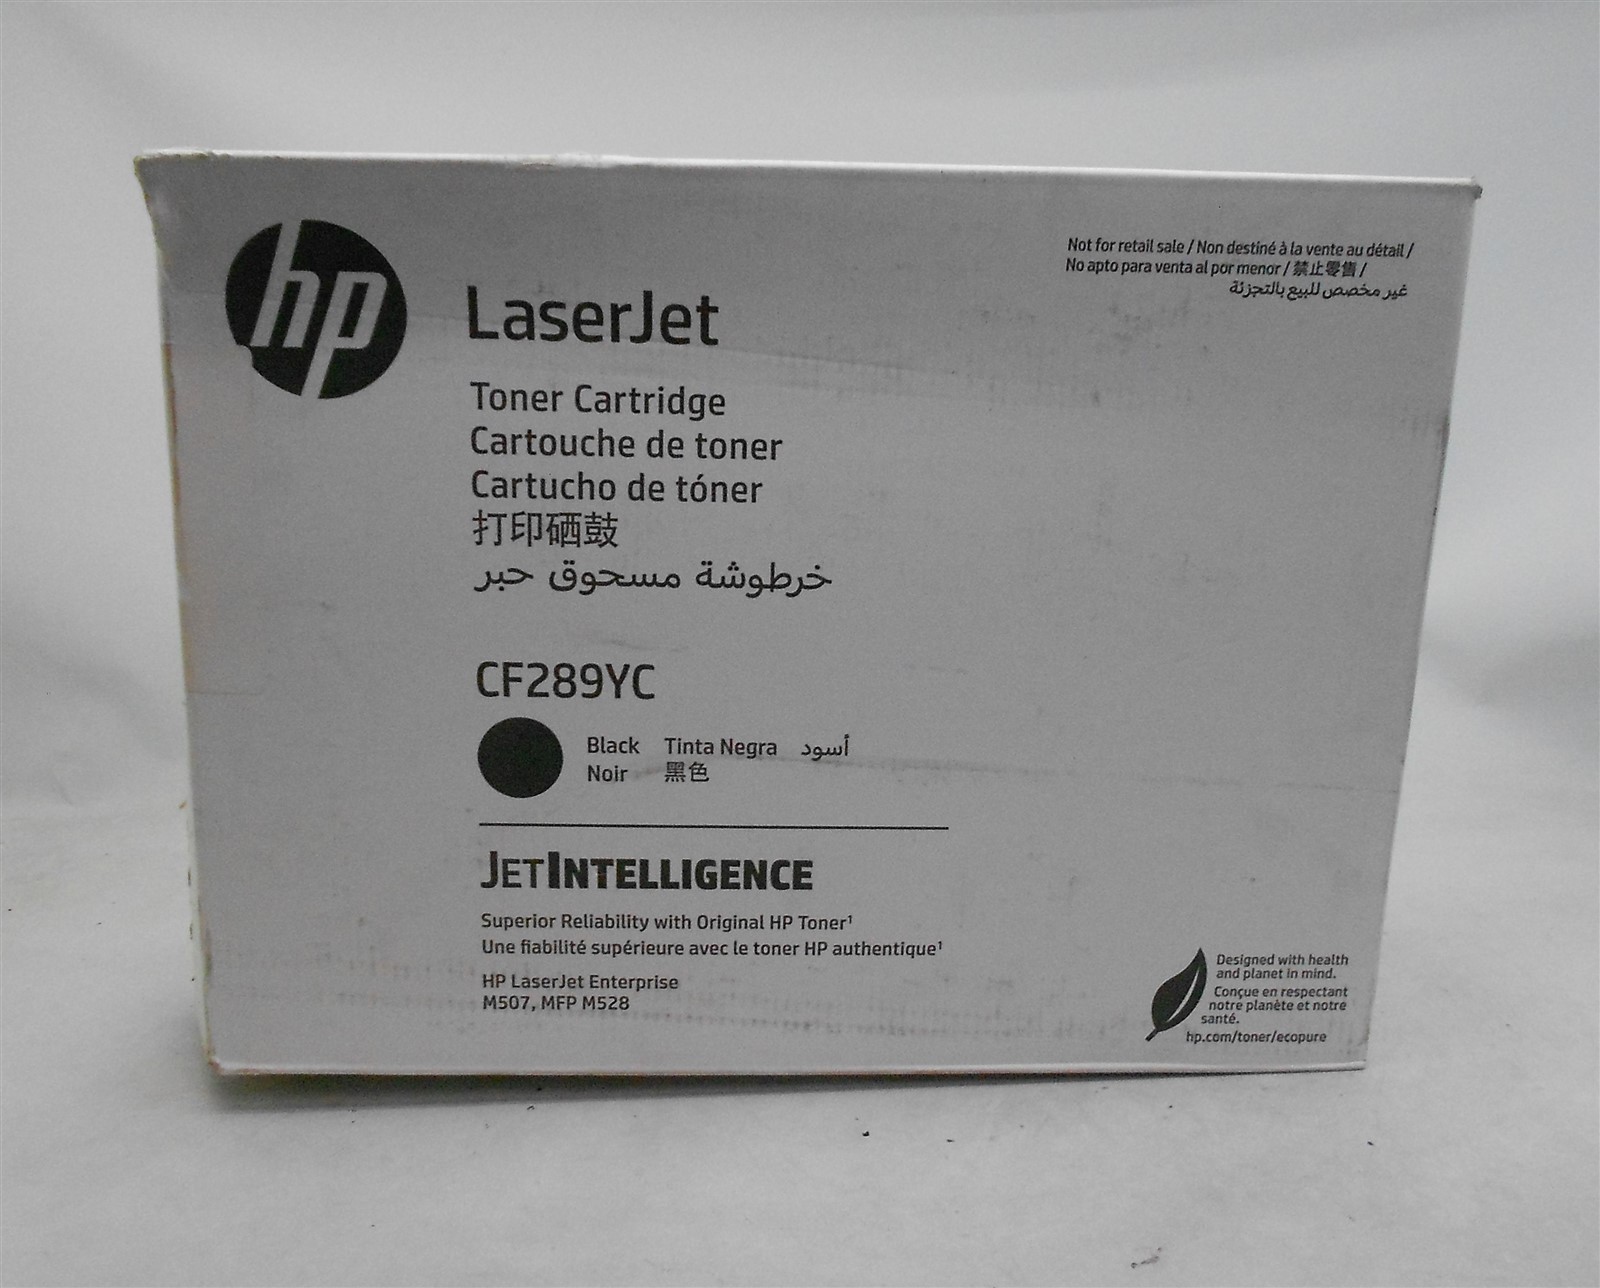 hp
LaserJet
Not for retail sale / Non destiné à la vente au détail /
No apto para venta al por menor / 禁止零售 /
غير مخصص للبيع بالتجزئة
Toner Cartridge
Cartouche de toner
Cartucho de tóner
打印硒鼓
خرطوشة مسحوق حبر
CF289YC
Black Tinta Negra أسود
Noir 黑色
JETINTELLIGENCE
Superior Reliability with Original HP Toner¹
Une fiabilité supérieure avec le toner HP authentique¹
HP LaserJet Enterprise
M507, MFP M528
Designed with health
and planet in mind.
Conçue en respectant
notre planète et notre
santé.
hp.com/toner/ecopure